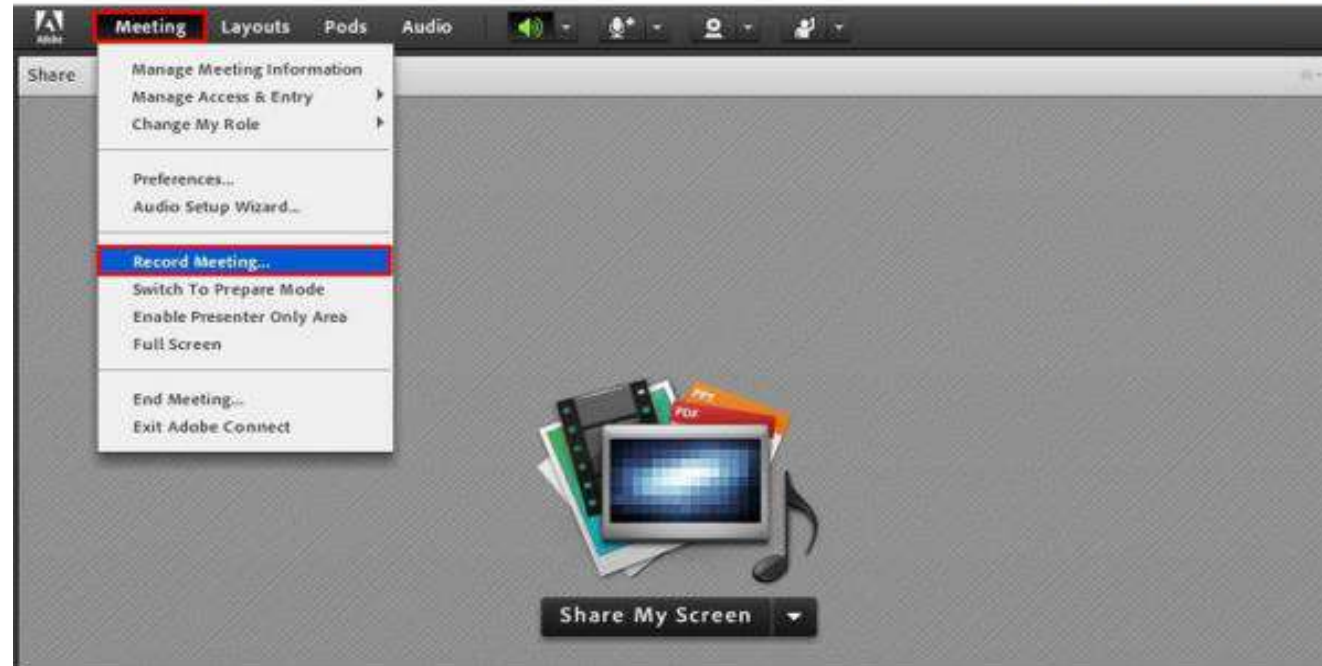 Adobe
Meeting Layouts Pods Audio
Share
Manage Meeting Information
Manage Access & Entry
Change My Role
Preferences...
Audio Setup Wizard...
Record Meeting...
Switch To Prepare Mode
Enable Presenter Only Area
Full Screen
End Meeting...
Exit Adobe Connect
PPT
PDF
Share My Screen